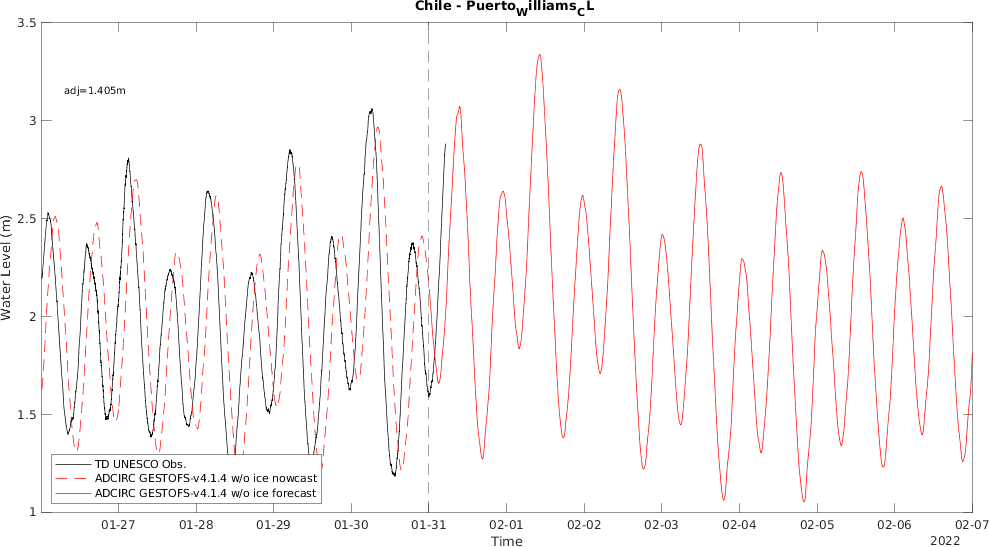 Chile - PuertoWilliamsCL
3.5
3
2.5
2
1.5
1
Water Level (m)
adj=1.405m
TD UNESCO Obs.
ADCIRC GESTOFS-v4.1.4 w/o ice nowcast
ADCIRC GESTOFS-v4.1.4 w/o ice forecast
01-27 01-28 01-29 01-30 01-31 02-01 02-02 02-03 02-04 02-05 02-06 02-07
Time
2022